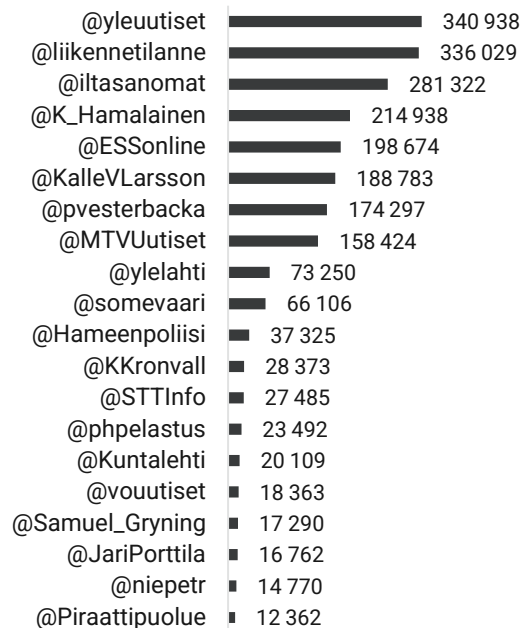 @yleuutiset 340 938
@liikennetilanne 336 029
@iltasanomat 281 322
@K_Hamalainen 214 938
@ESSonline 198 674
@KalleVLarsson 188 783
@pvesterbacka 174 297
@MTVUutiset 158 424
@ylelahti 73 250
@somevaari 66 106
@Hameenpoliisi 37 325
@KKronvall 28 373
@STTInfo 27 485
@phpelastus 23 492
@Kuntalehti 20 109
@vouutiset 18 363
@Samuel_Gryning 17 290
@JariPorttila 16 762
@niepetr 14 770
@Piraattipuolue 12 362